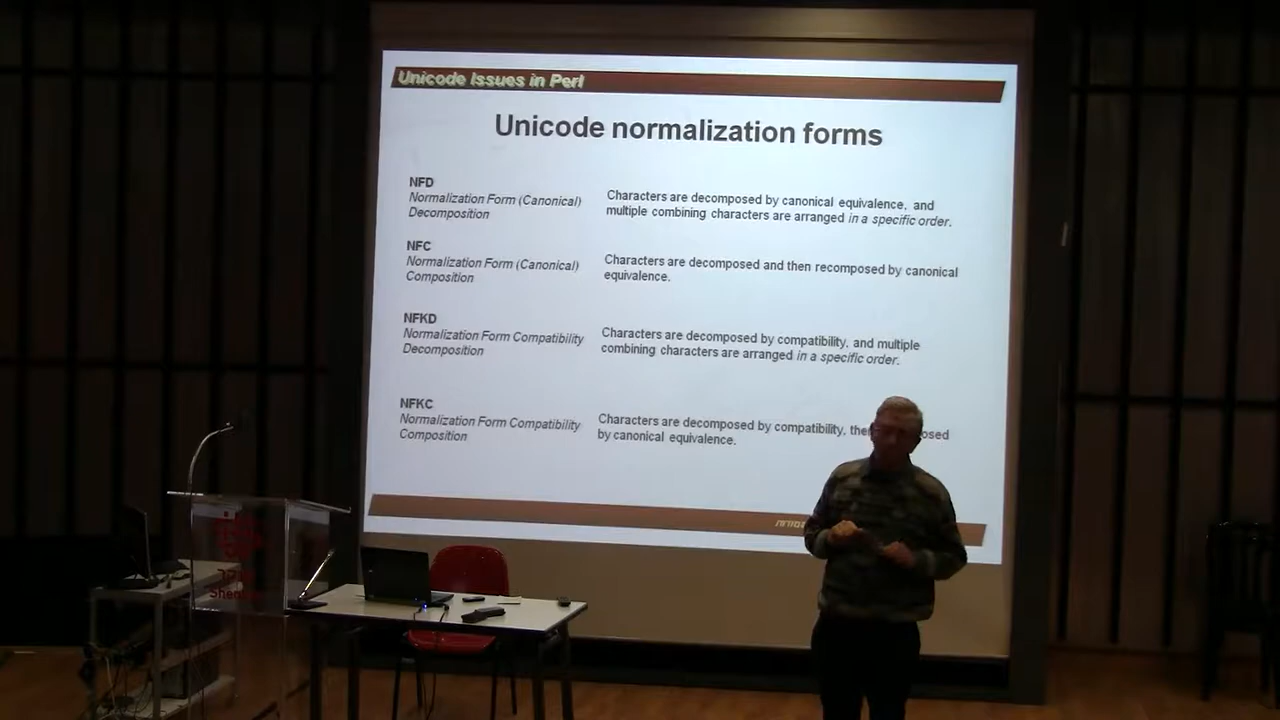 Unicode Issues in Perl
Unicode normalization forms
NFD
Normalization Form (Canonical)
Decomposition
Characters are decomposed by canonical equivalence, and
multiple combining characters are arranged in a specific order.
NFC
Normalization Form (Canonical)
Composition
Characters are decomposed and then recomposed by canonical
equivalence.
NFKD
Normalization Form Compatibility
Decomposition
Characters are decomposed by compatibility, and multiple
combining characters are arranged in a specific order.
NFKC
Normalization Form Compatibility
Composition
Characters are decomposed by compatibility,
by canonical equivalence.
שנקר